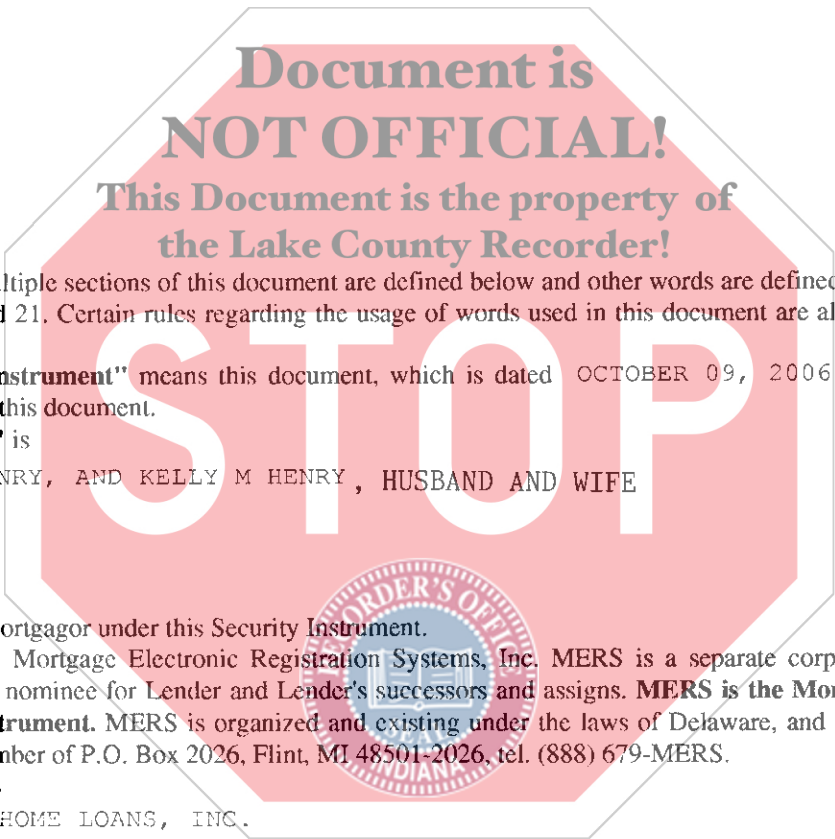 Document is
NOT OFFICIAL!
This Document is the property of
the Lake County Recorder!
ltiple sections of this document are defined below and other words are defined
d 21. Certain rules regarding the usage of words used in this document are al
nstrument" means this document, which is dated OCTOBER 09, 2006
this document.
" is
NRY, AND KELLY M HENRY, HUSBAND AND WIFE
STOP
ortgagor under this Security Instrument.
Mortgage Electronic Registration Systems, Inc. MERS is a separate corp
nominee for Lender and Lender's successors and assigns. MERS is the Mor
trument. MERS is organized and existing under the laws of Delaware, and
nber of P.O. Box 2026, Flint, MI 48501-2026, tel. (888) 679-MERS.
HOME LOANS, INC.
RECORDER'S OFFICE
SEAL
INDIANA